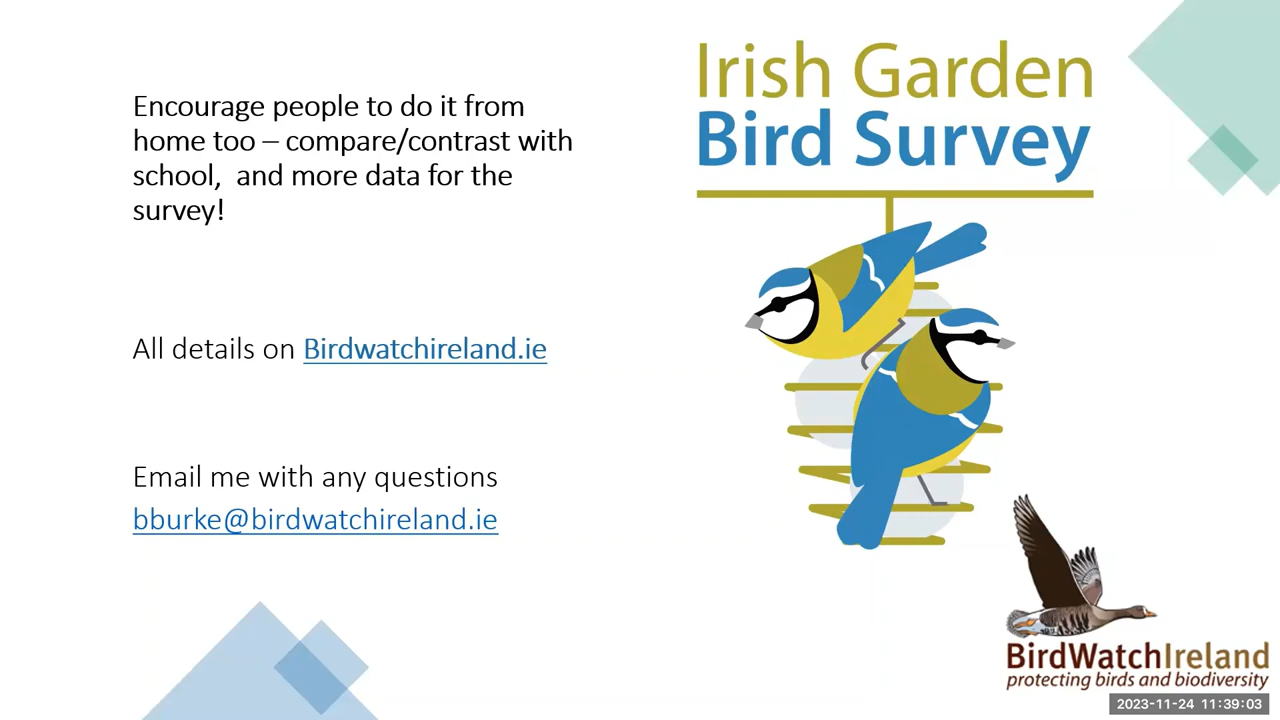 Encourage people to do it from
home too – compare/contrast with
school,  and more data for the
survey!
All details on Birdwatchireland.ie
Email me with any questions
bburke@birdwatchireland.ie
Irish Garden
Bird Survey
BirdWatchIreland
protecting birds and biodiversity
2023-11-24 11:39:03